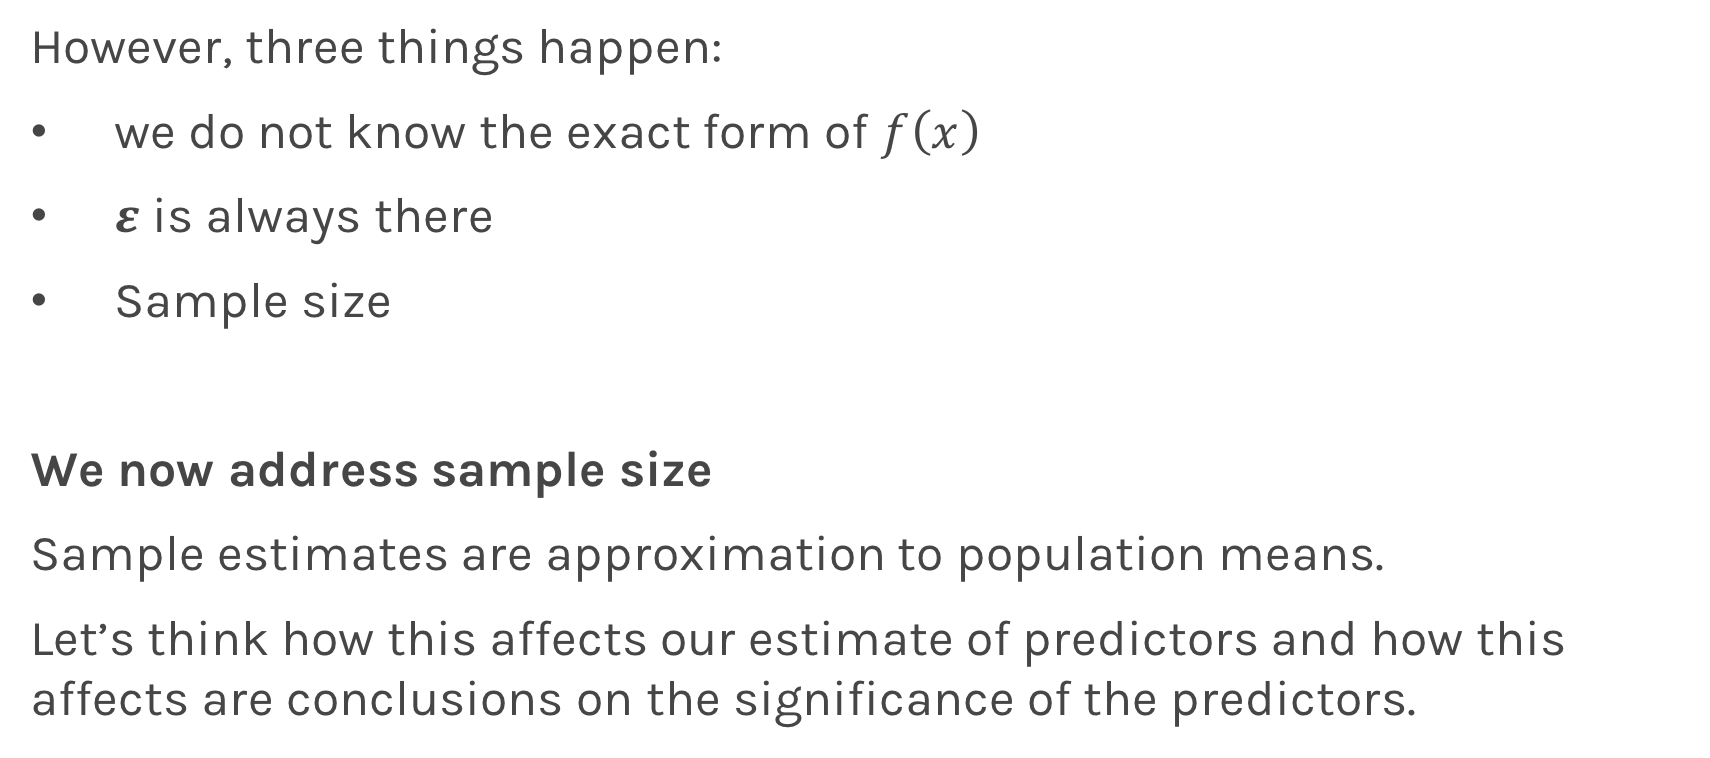 However, three things happen:
• we do not know the exact form of f(x)
• ε is always there
• Sample size
We now address sample size
Sample estimates are approximation to population means.
Let’s think how this affects our estimate of predictors and how this
affects are conclusions on the significance of the predictors.